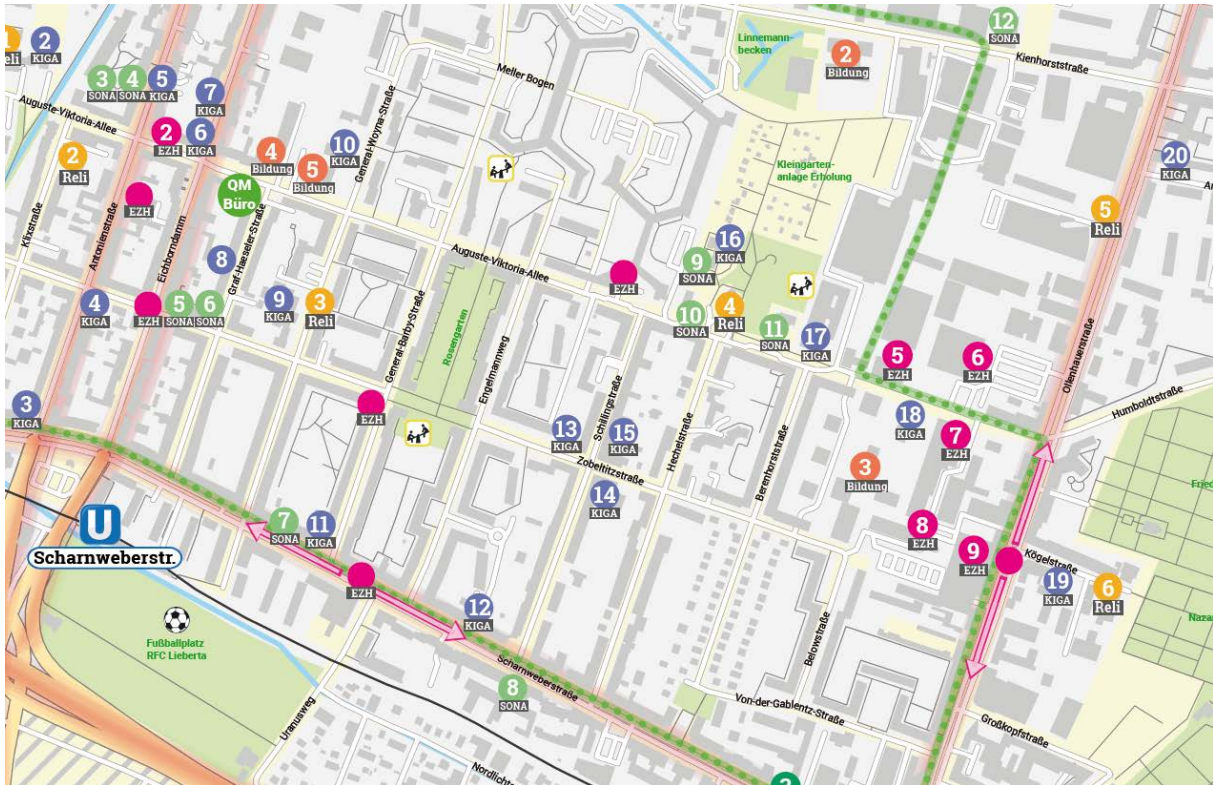 12
SONA
Linnemann-
becken
2
Bildung
Kienhorststraße
1
Reli
2
KIGA
Meller Bogen
3
SONA
4
SONA
5
KIGA
7
KIGA
General-Woyna-Straße
Auguste-Viktoria-Allee
2
EZH
6
KIGA
10
KIGA
4
Bildung
5
Bildung
2
Reli
20
KIGA
Kleingarten-
anlage Erholung
QM
Büro
EZH
5
Reli
Klixstraße
Antonienstraße
Eichborndamm
Graf-Haeseler-Straße
8
Auguste-Viktoria-Allee
16
KIGA
9
SONA
EZH
4
KIGA
EZH
5
SONA
6
SONA
9
KIGA
3
Reli
General-Barby-Straße
Rosengarten
Engelmannweg
10
SONA
4
Reli
11
SONA
17
KIGA
5
EZH
6
EZH
Ollenhauerstraße
Humboldtstraße
3
KIGA
EZH
13
KIGA
Schillingstraße
15
KIGA
Hechelstraße
18
KIGA
7
EZH
Zobeltitzstraße
Berenhorststraße
3
Bildung
14
KIGA
U
Scharnweberstr.
7
SONA
11
KIGA
8
EZH
9
EZH
Kögelstraße
19
KIGA
6
Reli
EZH
12
KIGA
Fußballplatz
RFC Lieberta
Belowstraße
Scharnweberstraße
8
SONA
Von-der-Gablentz-Straße
Großkopfstraße
Uranusweg